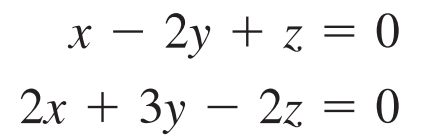 x − 2y + z = 0
2x + 3y − 2z = 0